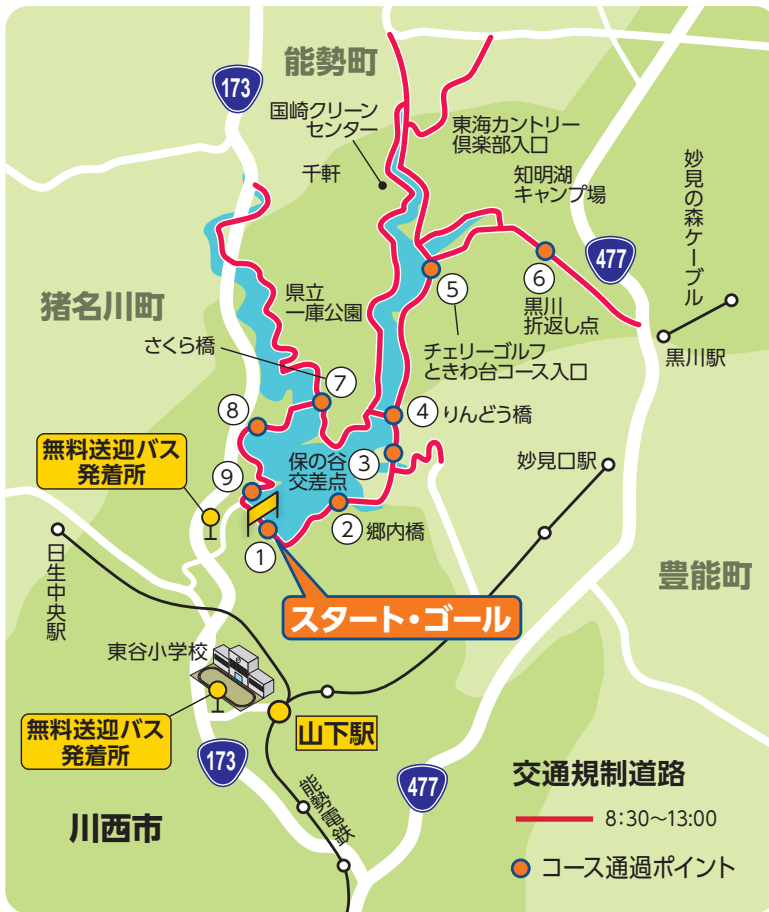 能勢町
173
国崎クリーン
センター
東海カントリー
倶楽部入口
千軒
知明湖
キャンプ場
妙見の森ケーブル
477
猪名川町
県立
一庫公園
⑤
⑥
黒川
折返し点
黒川駅
さくら橋
チェリーゴルフ
ときわ台コース入口
⑦
⑧
④
りんどう橋
無料送迎バス
発着所
保の谷
交差点
③
妙見口駅
⑨
②
郷内橋
①
日生中央駅
豊能町
スタート・ゴール
東谷小学校
無料送迎バス
発着所
山下駅
173
477
能勢電鉄
川西市
交通規制道路
8:30〜13:00
コース通過ポイント